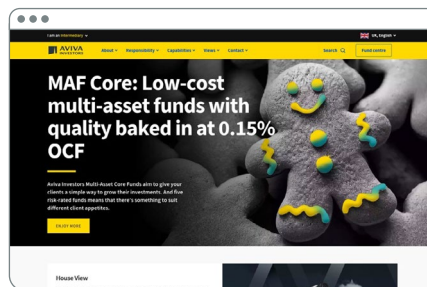 I am an Intermediary
UK, English
AVIVA
INVESTORS
About
Responsibility
Capabilities
Views
Contact
Search
Fund centre
MAF Core: Low-cost
multi-asset funds with
quality baked in at 0.15%
OCF
Aviva Investors Multi-Asset Core Funds aim to give your
clients a simple way to grow their investments. And five
risk-rated funds means that there's something to suit
different client appetites.
ENJOY MORE
House View